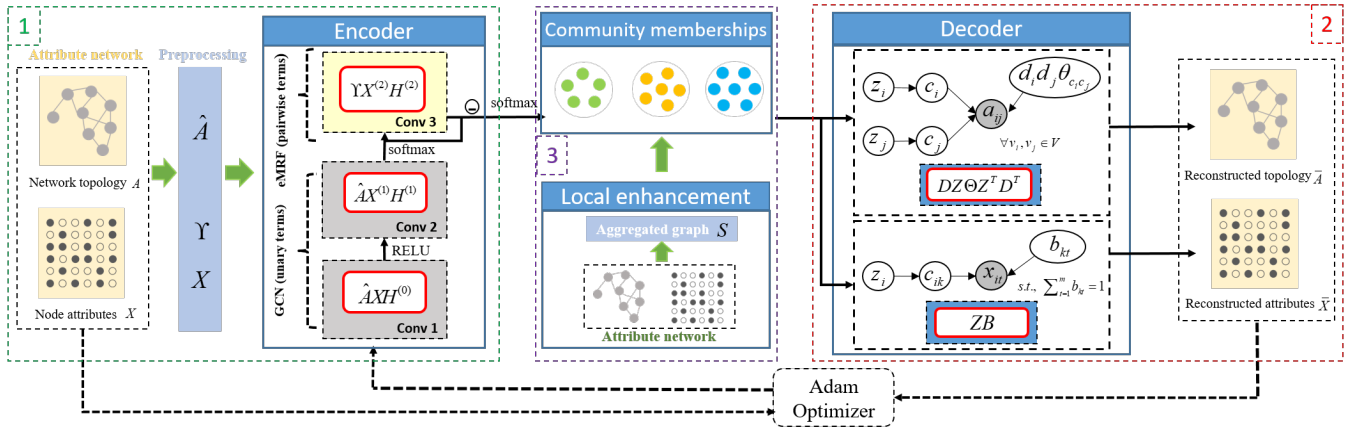 1
Attribute network
Network topology A
Node attributes X
Preprocessing
Â
ϒ
X
Encoder
eMRF (pairwise terms)
GCN (unary terms)
ϒX^(2)H^(2)
Conv 3
softmax
ÂX^(1)H^(1)
Conv 2
RELU
ÂXH^(0)
Conv 1
⊖
softmax
Community memberships
3
Local enhancement
Aggregated graph S
Attribute network
2
Decoder
z_i
c_i
d_i d_j θ_{c_i c_j}
a_ij
z_j
c_j
∀v_i, v_j ∈ V
DZΘZ^T D^T
b_kt
z_i
c_ik
x_it
s.t., ∑_{t=1}^m b_kt = 1
ZB
Reconstructed topology A̅
Reconstructed attributes X̅
Adam
Optimizer